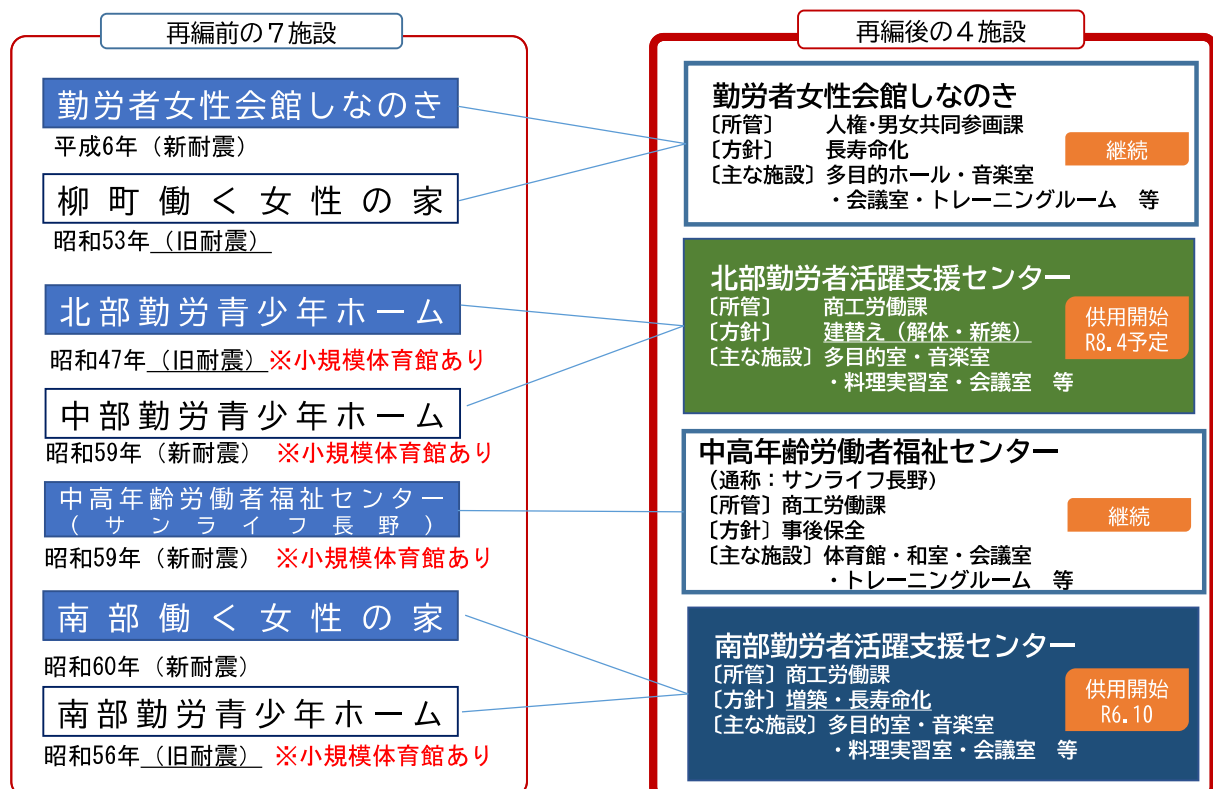 再編前の７施設
勤労者女性会館しなのき
平成6年（新耐震）
柳町働く女性の家
昭和53年（旧耐震）
北部勤労青少年ホーム
昭和47年（旧耐震）※小規模体育館あり
中部勤労青少年ホーム
昭和59年（新耐震）　※小規模体育館あり
中高年齢労働者福祉センター
（サンライフ長野）
昭和59年（新耐震）　※小規模体育館あり
南部働く女性の家
昭和60年（新耐震）
南部勤労青少年ホーム
昭和56年（旧耐震）　※小規模体育館あり
再編後の４施設
勤労者女性会館しなのき
〔所管〕　人権・男女共同参画課
〔方針〕　長寿命化
〔主な施設〕多目的ホール・音楽室
・会議室・トレーニングルーム　等
継続
北部勤労者活躍支援センター
〔所管〕　商工労働課
〔方針〕　建替え（解体・新築）
〔主な施設〕多目的室・音楽室
・料理実習室・会議室　等
供用開始
R8.4予定
中高年齢労働者福祉センター
（通称：サンライフ長野）
〔所管〕商工労働課
〔方針〕事後保全
〔主な施設〕体育館・和室・会議室
・トレーニングルーム　等
継続
南部勤労者活躍支援センター
〔所管〕商工労働課
〔方針〕増築・長寿命化
〔主な施設〕多目的室・音楽室
・料理実習室・会議室　等
供用開始
R6.10